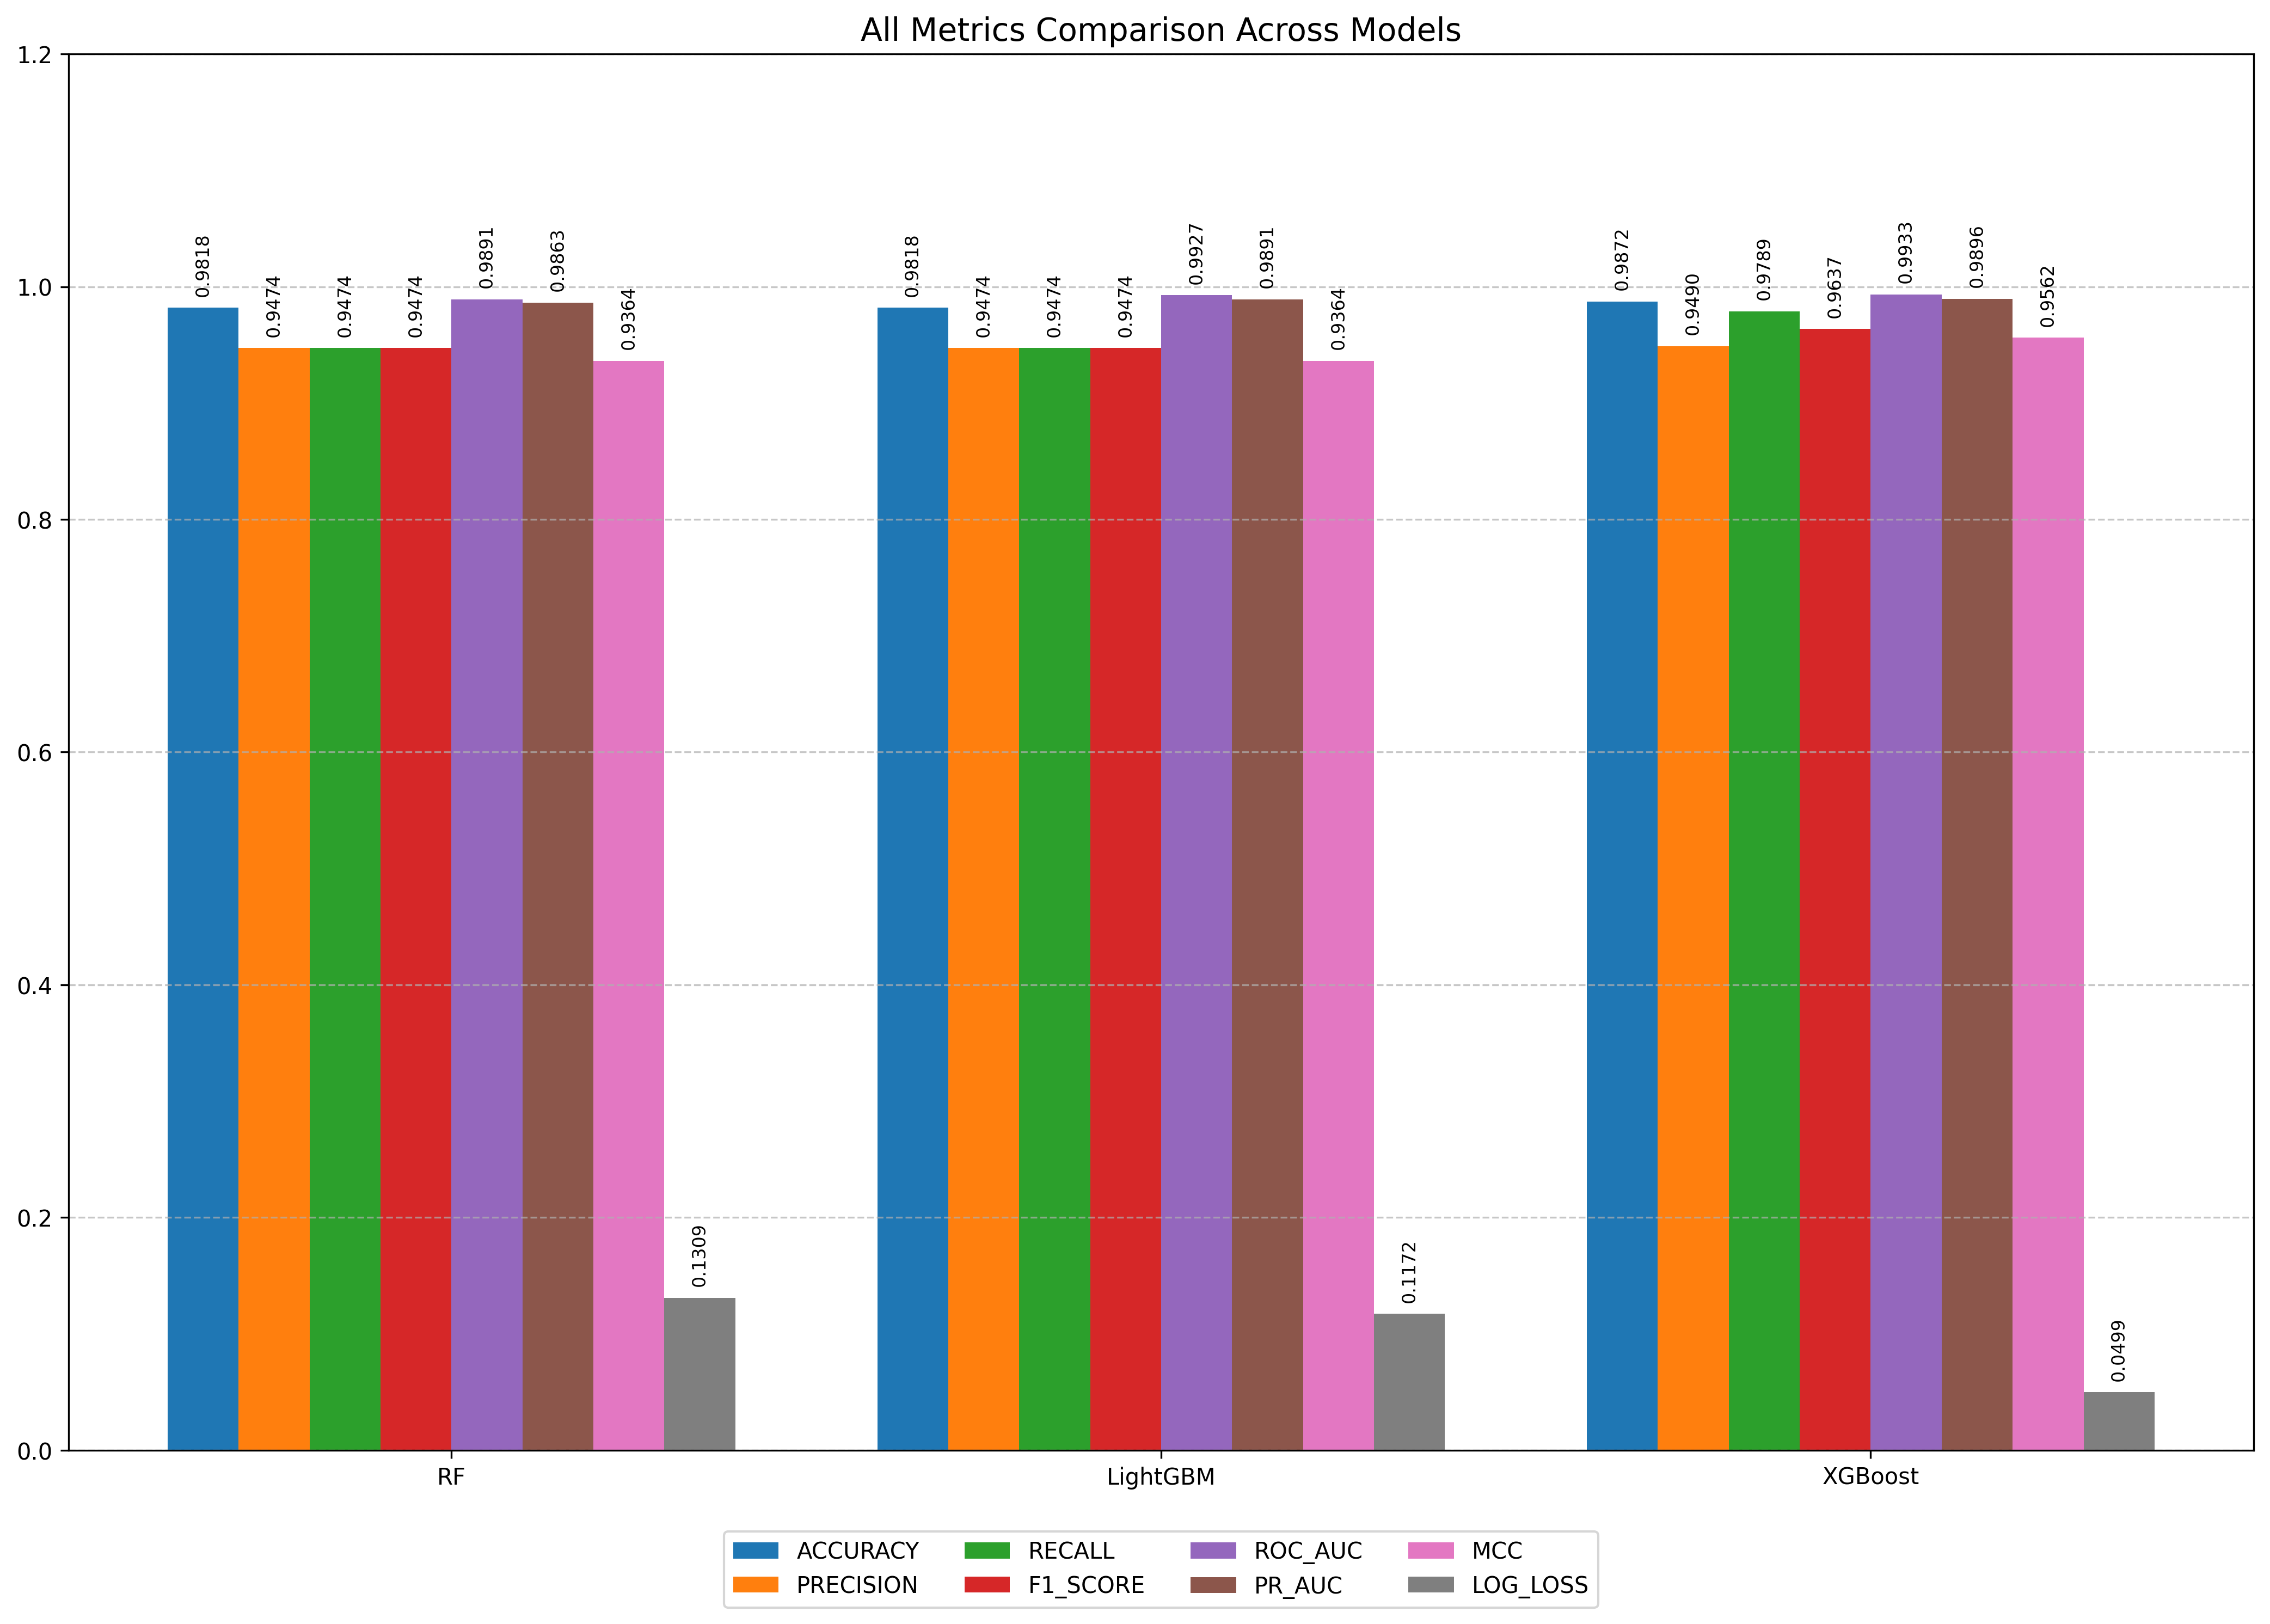 All Metrics Comparison Across Models
1.2
1.0
0.8
0.6
0.4
0.2
0.0
0.9818
0.9474
0.9474
0.9474
0.9891
0.9863
0.9364
0.1309
0.9818
0.9474
0.9474
0.9474
0.9927
0.9891
0.9364
0.1172
0.9872
0.9490
0.9789
0.9637
0.9933
0.9896
0.9562
0.0499
RF
LightGBM
XGBoost
ACCURACY
PRECISION
RECALL
F1_SCORE
ROC_AUC
PR_AUC
MCC
LOG_LOSS